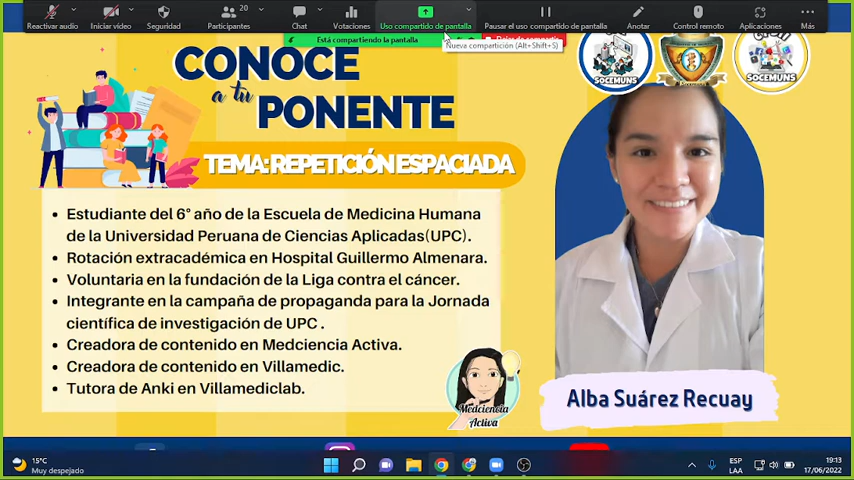 Reactivar audio
Iniciar video
Seguridad
Participantes
20
Chat
Votaciones
Uso compartido de pantalla
Pausar el uso compartido de pantalla
Anotar
Control remoto
Aplicaciones
Más
Está compartiendo la pantalla
Nueva compartición (Alt+Shift+S)
CONOCE
a tu
PONENTE
SOCEMUNS
SOCEMUNS
TEMA: REPETICIÓN ESPACIADA
• Estudiante del 6° año de la Escuela de Medicina Humana
de la Universidad Peruana de Ciencias Aplicadas(UPC).
• Rotación extracadémica en Hospital Guillermo Almenara.
• Voluntaria en la fundación de la Liga contra el cáncer.
• Integrante en la campaña de propaganda para la Jornada
científica de investigación de UPC .
• Creadora de contenido en Medciencia Activa.
• Creadora de contenido en Villamedic.
• Tutora de Anki en Villamediclab.
Medciencia
Activa
Alba Suárez Recuay
15°C
Muy despejado
ESP
LAA
19:13
17/06/2022